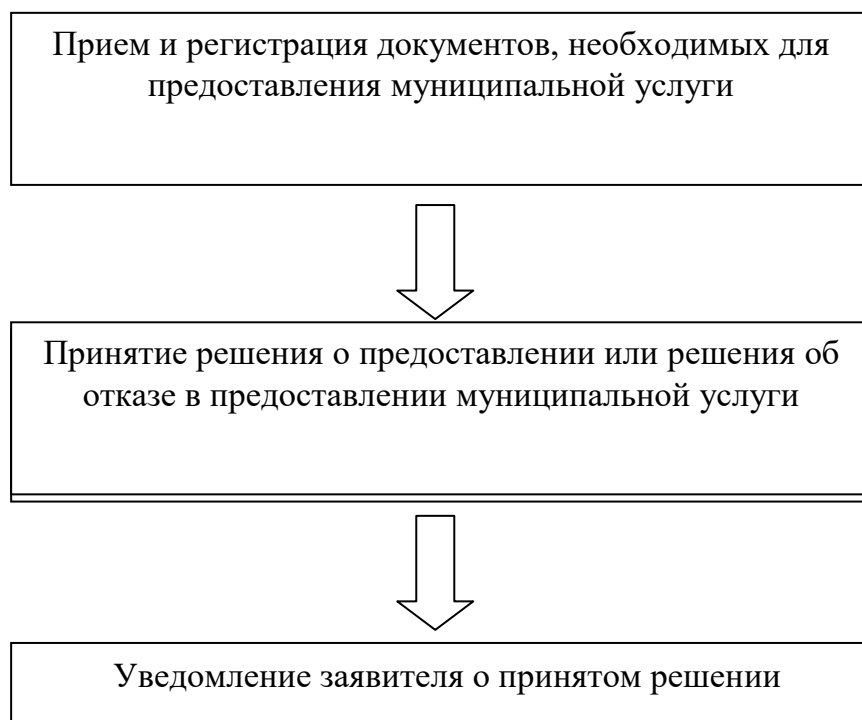 Прием и регистрация документов, необходимых для
предоставления муниципальной услуги
Принятие решения о предоставлении или решения об
отказе в предоставлении муниципальной услуги
Уведомление заявителя о принятом решении